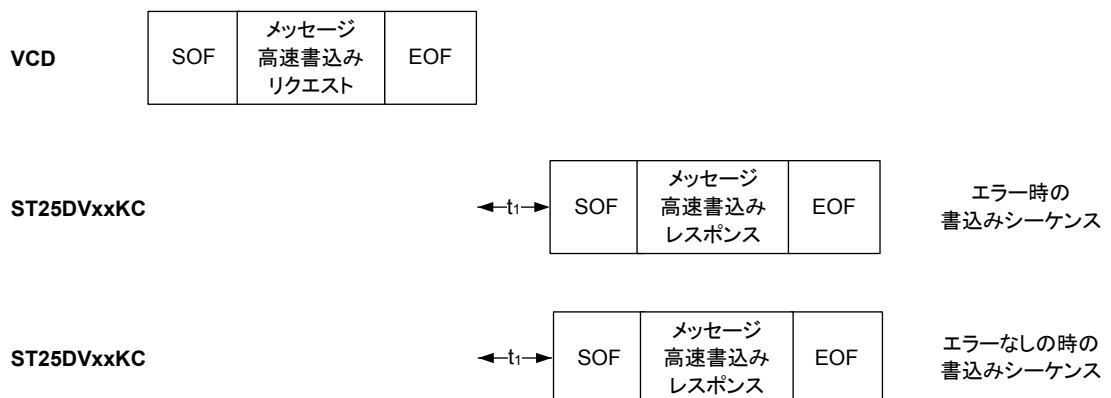 VCD
SOF
メッセージ
高速書込み
リクエスト
EOF
ST25DVxxKC
t1
SOF
メッセージ
高速書込み
レスポンス
EOF
エラー時の
書込みシーケンス
ST25DVxxKC
t1
SOF
メッセージ
高速書込み
レスポンス
EOF
エラーなしの時の
書込みシーケンス